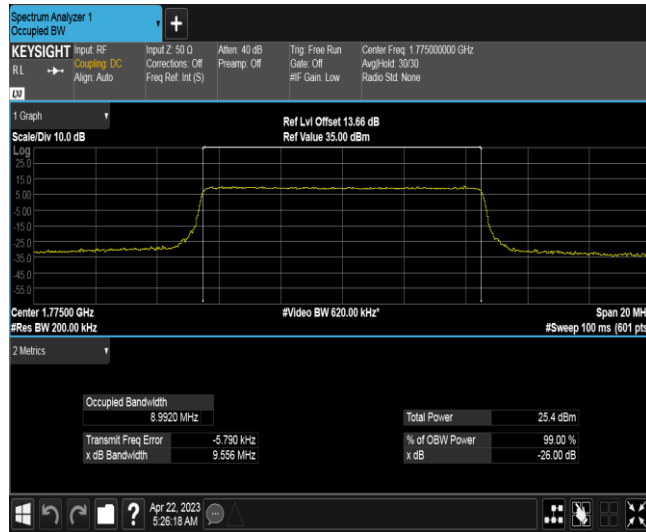 Spectrum Analyzer 1
Occupied BW
+
KEYSIGHT Input: RF Input Z: 50 Ω Atten: 40 dB Trig: Free Run Center Freq: 1.775000000 GHz
RL Coupling: DC Corrections: Off Preamp: Off Gate: Off Avg|Hold: 30/30
Align: Auto Freq Ref: Int (S) #IF Gain: Low Radio Std: None
LXI
1 Graph
Ref Lvl Offset 13.66 dB
Scale/Div 10.0 dB Ref Value 35.00 dBm
Log
25.0
15.0
5.00
-5.00
-15.0
-25.0
-35.0
-45.0
-55.0
Center 1.77500 GHz #Video BW 620.00 kHz* Span 20 MH
#Res BW 200.00 kHz #Sweep 100 ms (601 pts
2 Metrics
Occupied Bandwidth
8.9920 MHz Total Power 25.4 dBm
Transmit Freq Error -5.790 kHz % of OBW Power 99.00 %
x dB Bandwidth 9.556 MHz x dB -26.00 dB
?
Apr 22, 2023
5:26:18 AM